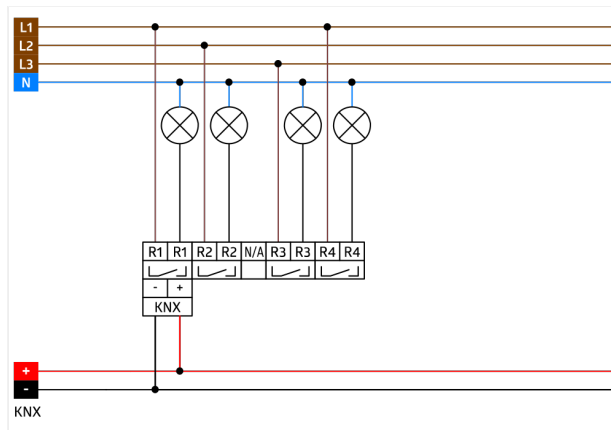 L1
L2
L3
N
R1 R1 R2 R2 N/A R3 R3 R4 R4
- +
KNX
+
-
KNX